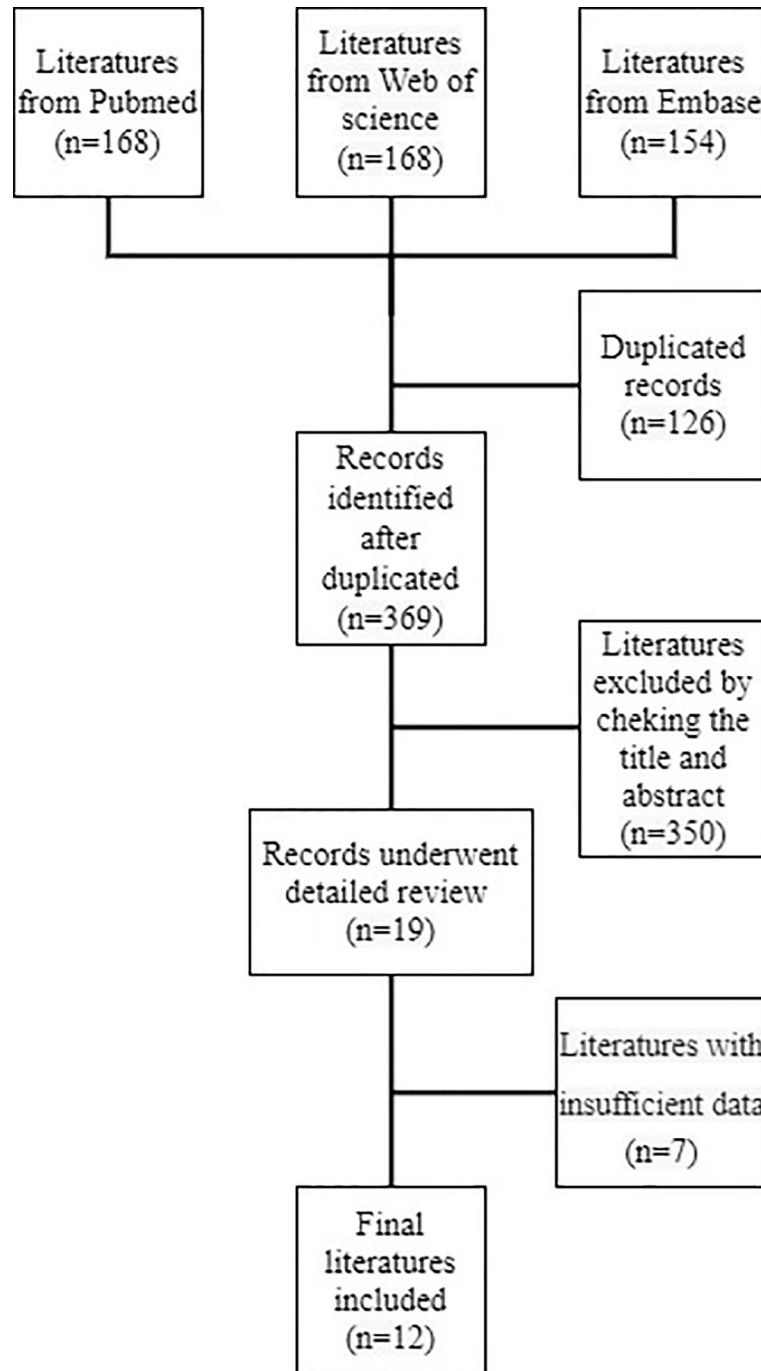 Literatures
from Pubmed
(n=168)
Literatures
from Web of
science
(n=168)
Literatures
from Embase
(n=154)
Duplicated
records
(n=126)
Records
identified
after
duplicated
(n=369)
Literatures
excluded by
cheking the
title and
abstract
(n=350)
Records underwent
detailed review
(n=19)
Literatures with
insufficient data
(n=7)
Final
literatures
included
(n=12)